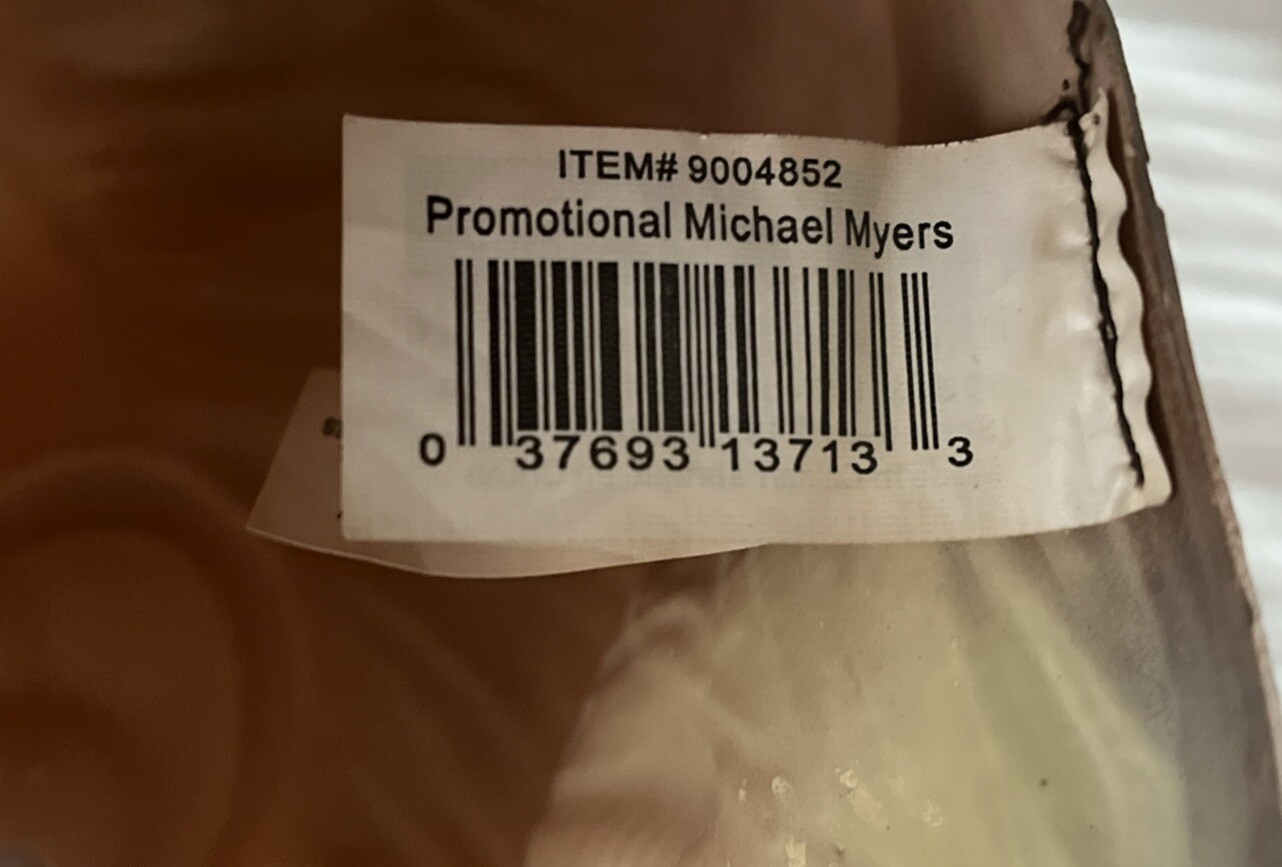 ITEM# 9004852
Promotional Michael Myers
0 37693 13713 3